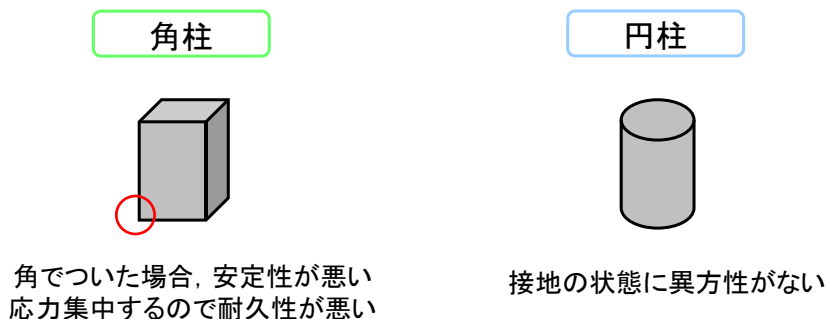 角柱
円柱
角でついた場合, 安定性が悪い
応力集中するので耐久性が悪い
接地の状態に異方性がない